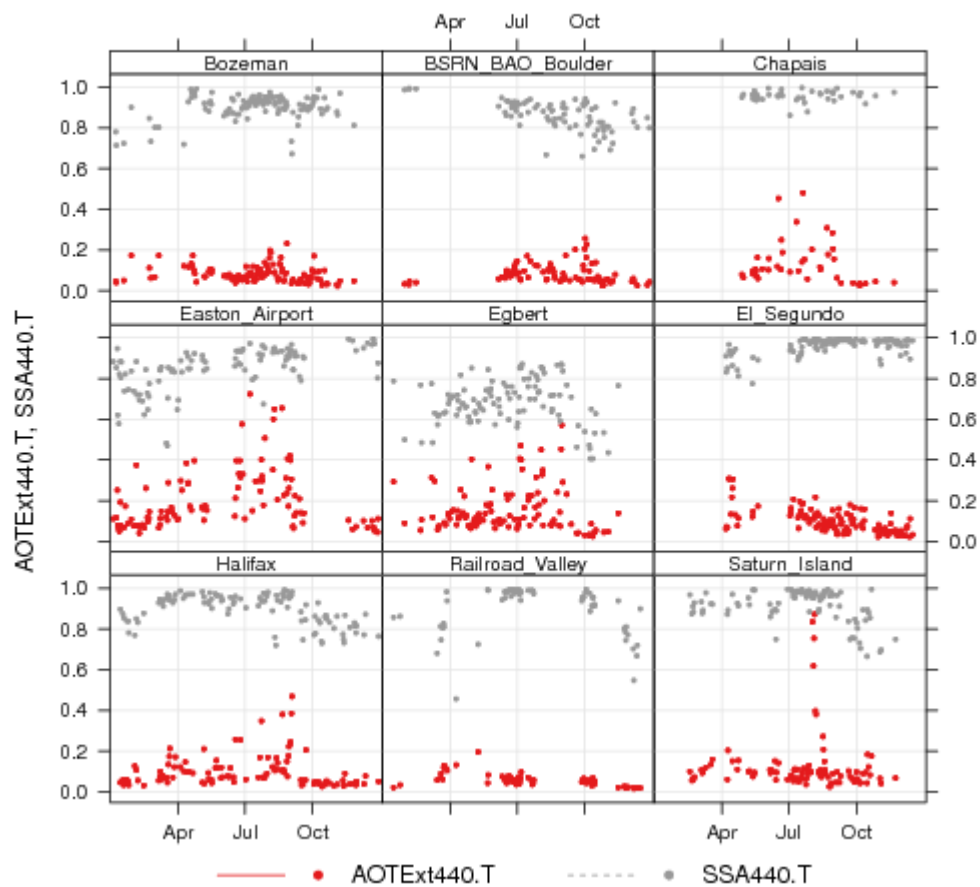 Apr Jul Oct
Bozeman BSRN_BAO_Boulder Chapais
1.0
0.8
0.6
0.4
0.2
0.0
Easton_Airport Egbert El_Segundo
1.0
0.8
0.6
0.4
0.2
0.0
Halifax Railroad_Valley Saturn_Island
1.0
0.8
0.6
0.4
0.2
0.0
Apr Jul Oct Apr Jul Oct
AOTExt440.T, SSA440.T
AOTExt440.T SSA440.T